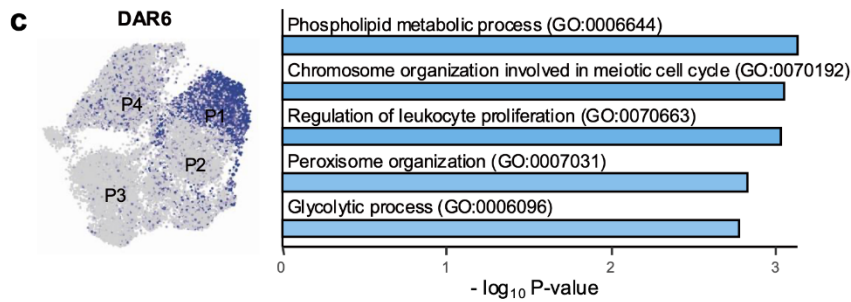 c
DAR6
P4
P1
P2
P3
Phospholipid metabolic process (GO:0006644)
Chromosome organization involved in meiotic cell cycle (GO:0070192)
Regulation of leukocyte proliferation (GO:0070663)
Peroxisome organization (GO:0007031)
Glycolytic process (GO:0006096)
0 1 2 3
- log10 P-value